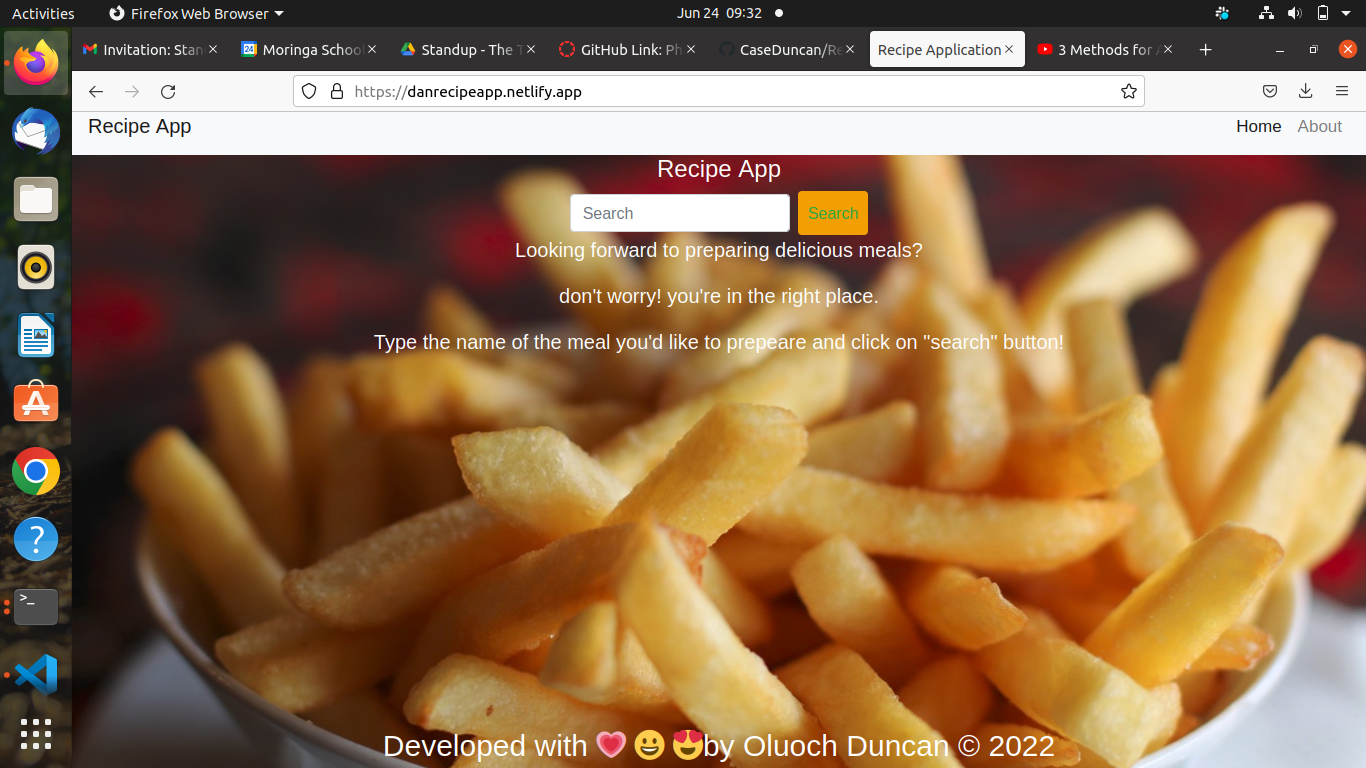 Activities
Firefox Web Browser
Jun 24 09:32
Invitation: Stan
24
Moringa School
Standup - The T
GitHub Link: Ph
CaseDuncan/Re
Recipe Application
3 Methods for A
https://danrecipeapp.netlify.app
Recipe App
Home
About
Recipe App
Search
Search
Looking forward to preparing delicious meals?
don't worry! you're in the right place.
Type the name of the meal you'd like to prepeare and click on "search" button!
Developed with 💗 😀 😍by Oluoch Duncan © 2022